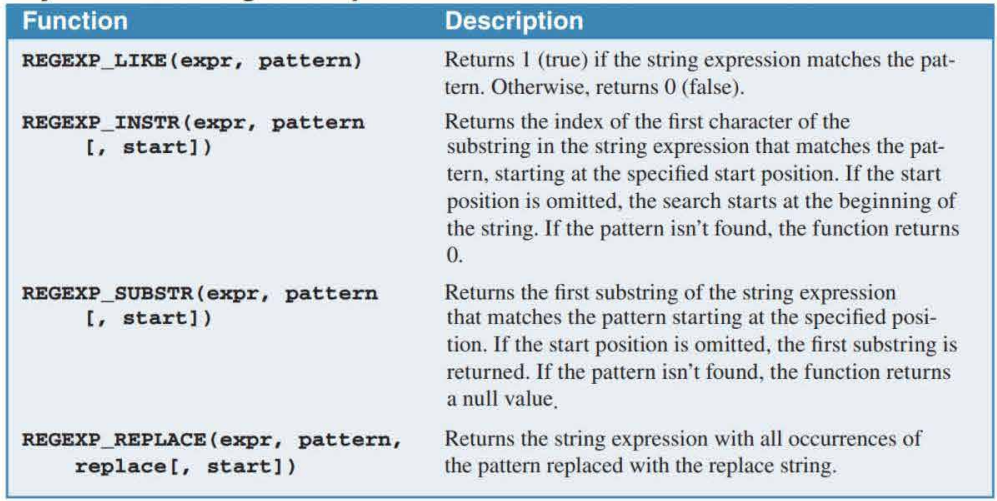 Function Description
REGEXP_LIKE(expr, pattern) Returns 1 (true) if the string expression matches the pat-
tern. Otherwise, returns 0 (false).
REGEXP_INSTR(expr, pattern Returns the index of the first character of the
[, start]) substring in the string expression that matches the pat-
tern, starting at the specified start position. If the start
position is omitted, the search starts at the beginning of
the string. If the pattern isn't found, the function returns
0.
REGEXP_SUBSTR(expr, pattern Returns the first substring of the string expression
[, start]) that matches the pattern starting at the specified posi-
tion. If the start position is omitted, the first substring is
returned. If the pattern isn't found, the function returns
a null value.
REGEXP_REPLACE(expr, pattern, Returns the string expression with all occurrences of
replace[, start]) the pattern replaced with the replace string.